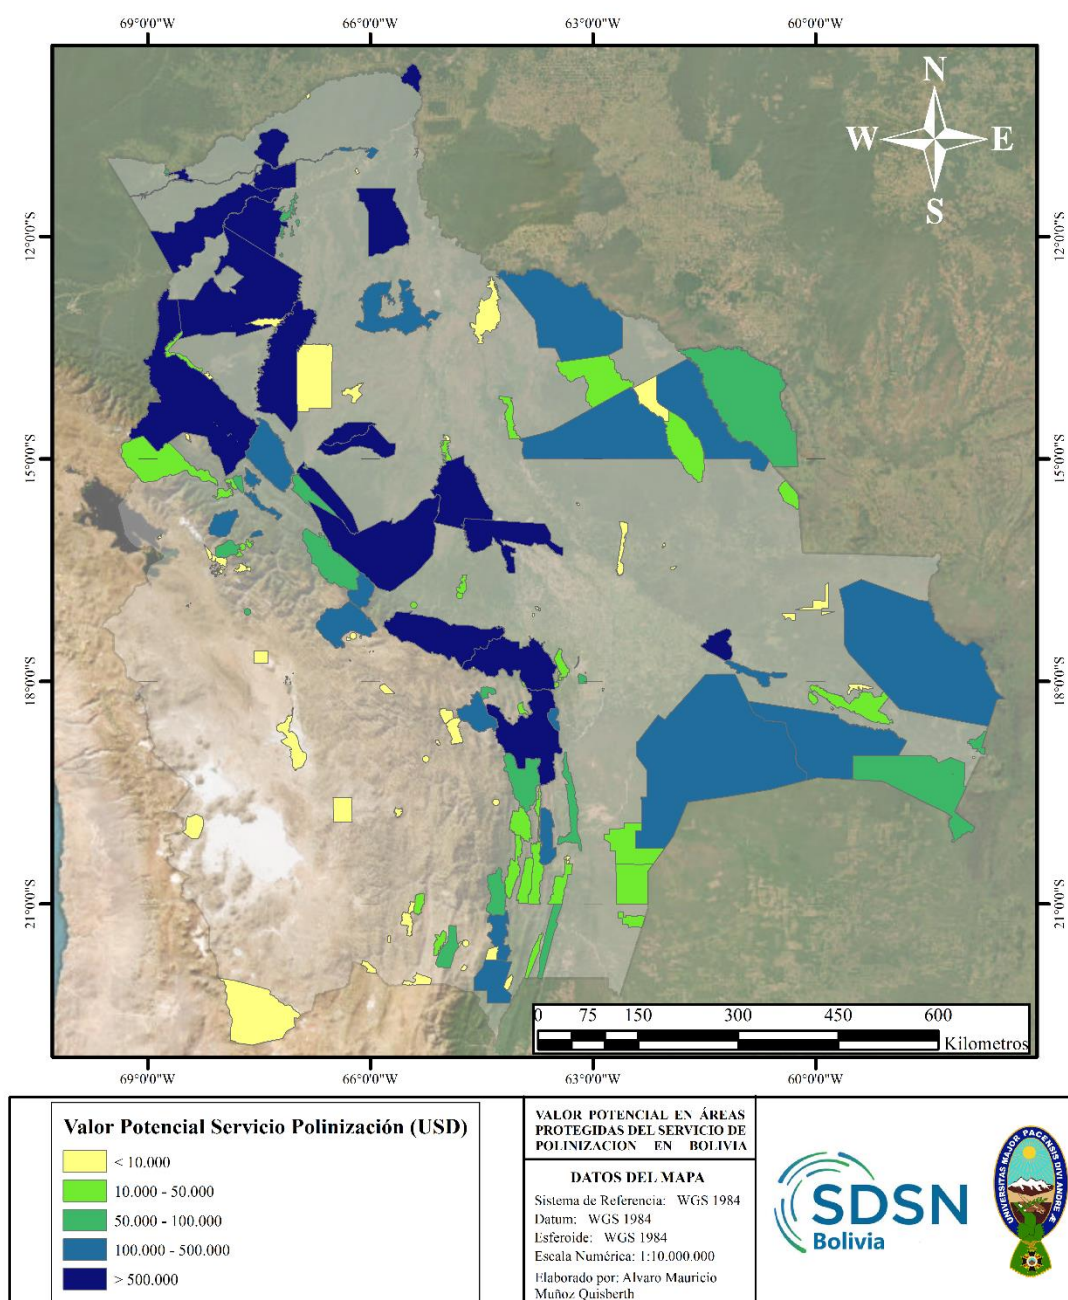 69°0'0"W 66°0'0"W 63°0'0"W 60°0'0"W
N
W E
S
12°0'0"S 12°0'0"S
15°0'0"S 15°0'0"S
18°0'0"S 18°0'0"S
21°0'0"S 21°0'0"S
0 75 150 300 450 600
Kilometros
69°0'0"W 66°0'0"W 63°0'0"W 60°0'0"W
Valor Potencial Servicio Polinización (USD)
< 10.000
10.000 - 50.000
50.000 - 100.000
100.000 - 500.000
> 500.000
VALOR POTENCIAL EN ÁREAS
PROTEGIDAS DEL SERVICIO DE
POLINIZACION EN BOLIVIA
DATOS DEL MAPA
Sistema de Referencia: WGS 1984
Datum: WGS 1984
Esferoide: WGS 1984
Escala Numérica: 1:10.000.000
Elaborado por: Alvaro Mauricio
Muñoz Quisberth
SDSN
Bolivia
UNIVERSITAS MAJOR PACENSIS DIVI ANDRE Æ